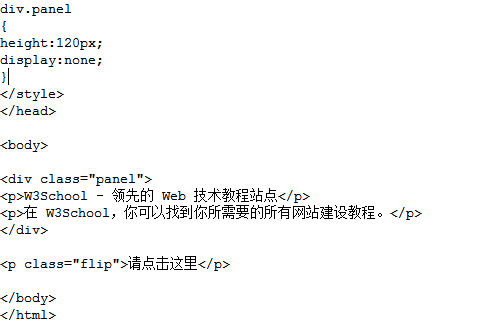 div.panel
{
height:120px;
display:none;
}
</style>
</head>
<body>
<div class="panel">
<p>W3School - 领先的 Web 技术教程站点</p>
<p>在 W3School，你可以找到你所需要的所有网站建设教程。</p>
</div>
<p class="flip">请点击这里</p>
</body>
</html>